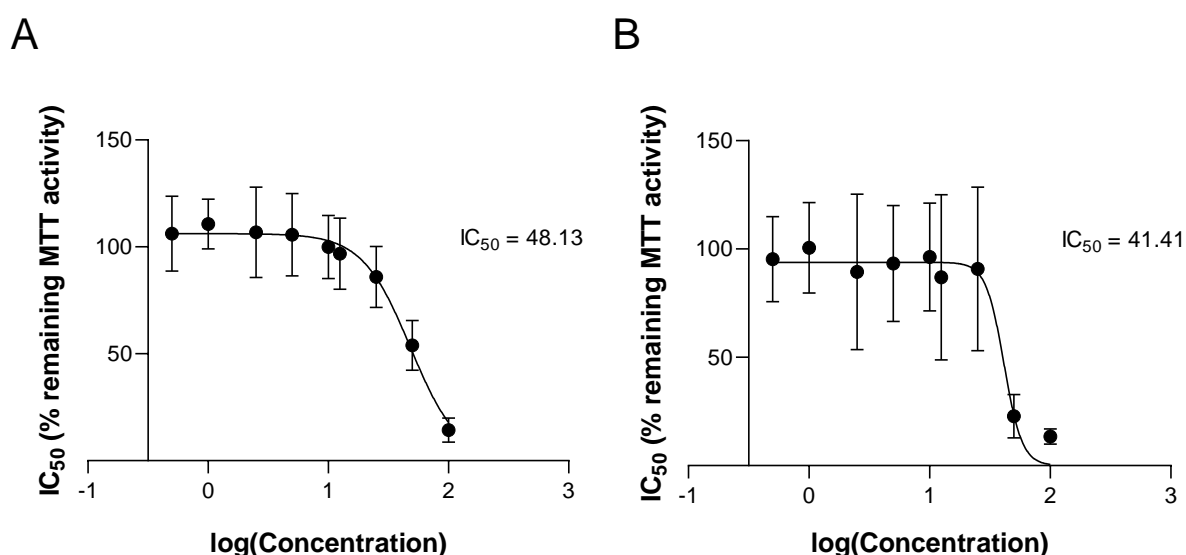 A
IC50 (% remaining MTT activity)
150
100
50
IC50 = 48.13
-1
0
1
2
3
log(Concentration)
B
IC50 (% remaining MTT activity)
150
100
50
IC50 = 41.41
-1
0
1
2
3
log(Concentration)